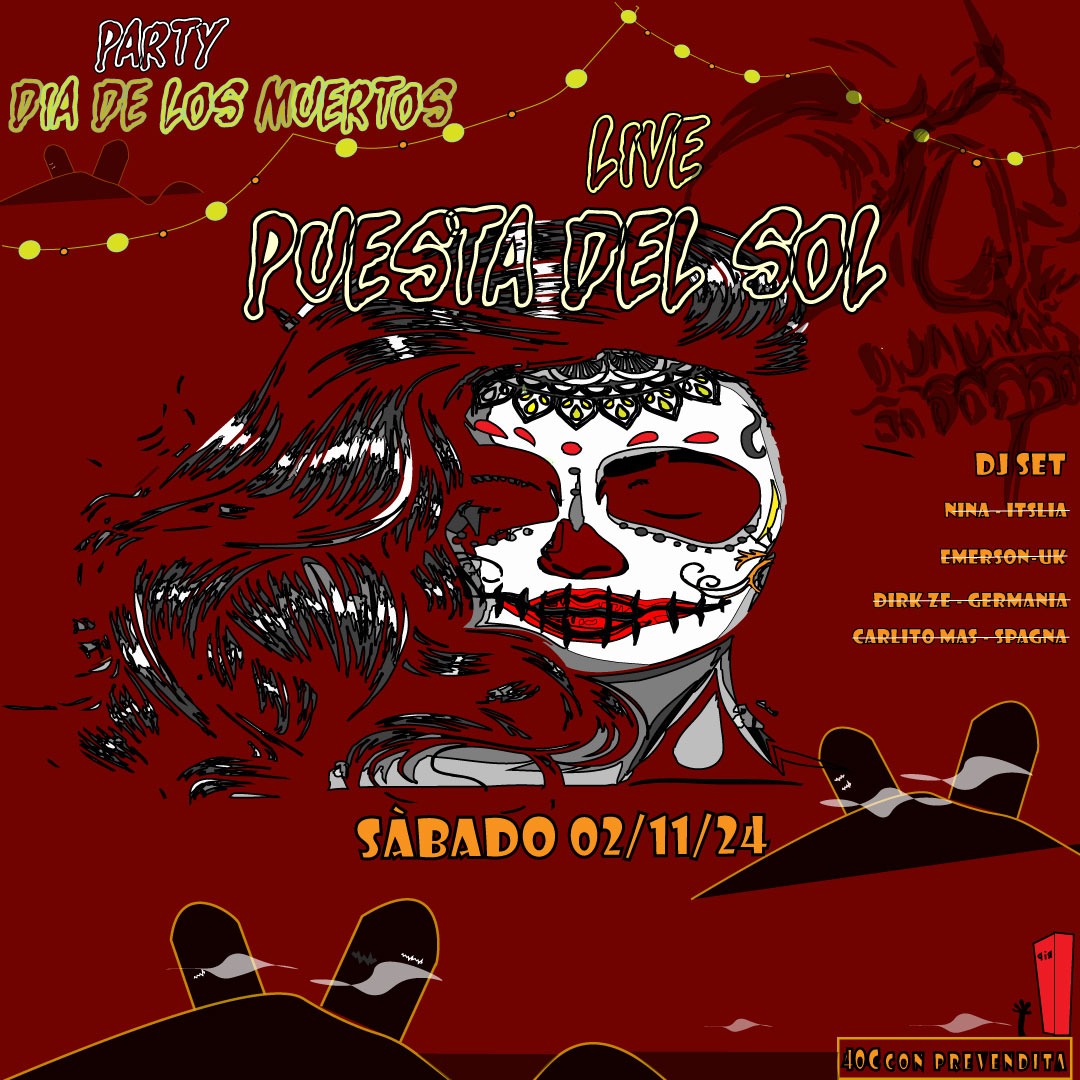 PARTY
DIA DE LOS MUERTOS
LIVE
PUESTA DEL SOL
DJ SET
NINA - ITSLIA
EMERSON-UK
DIRK ZE - GERMANIA
CARLITO MAS - SPAGNA
SÀBADO 02/11/24
40C CON PREVENDITA